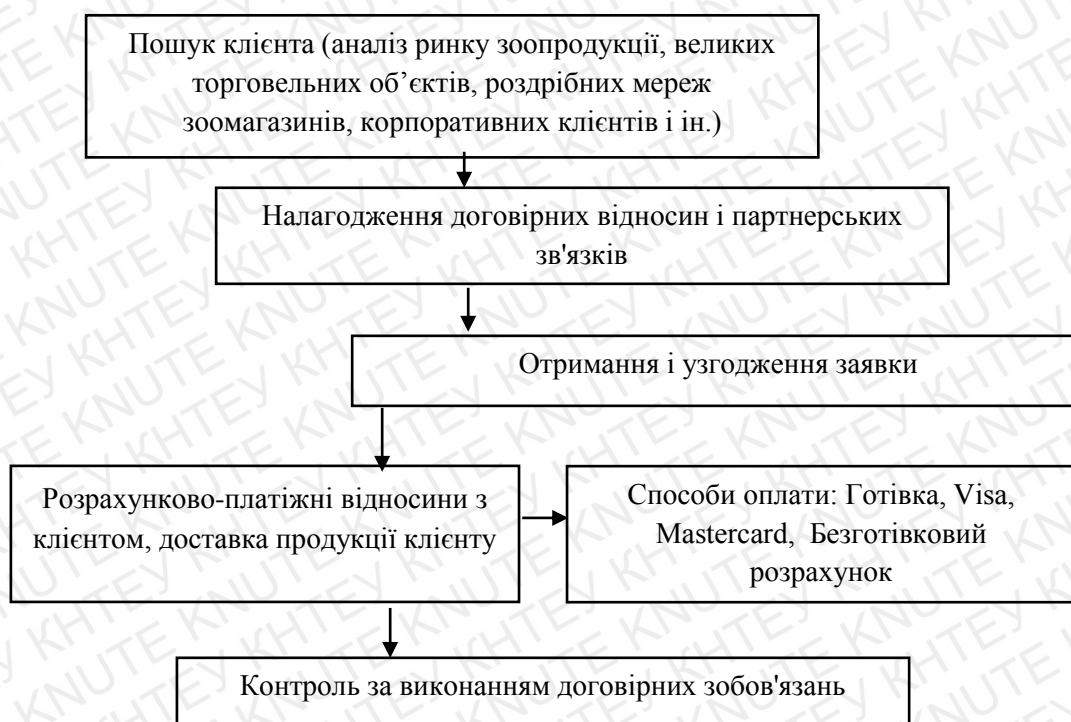 Пошук клієнта (аналіз ринку зоопродукції, великих
торговельних об’єктів, роздрібних мереж
зоомагазинів, корпоративних клієнтів і ін.)
Налагодження договірних відносин і партнерських
зв'язків
Отримання і узгодження заявки
Розрахунково-платіжні відносини з
клієнтом, доставка продукції клієнту
Способи оплати: Готівка, Visa,
Mastercard, Безготівковий
розрахунок
Контроль за виконанням договірних зобов'язань